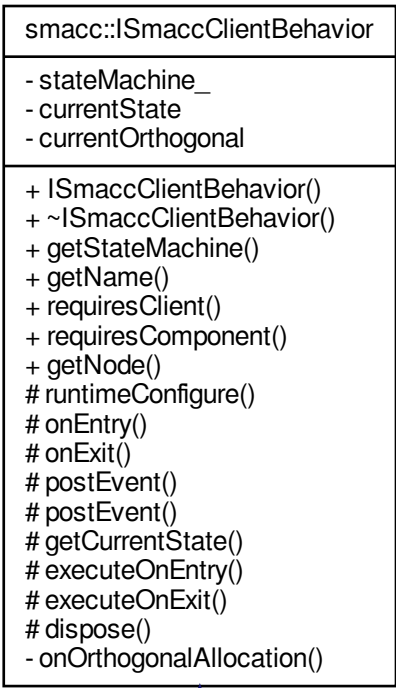 smacc::ISmaccClientBehavior
- stateMachine_
- currentState
- currentOrthogonal
+ ISmaccClientBehavior()
+ ~ISmaccClientBehavior()
+ getStateMachine()
+ getName()
+ requiresClient()
+ requiresComponent()
+ getNode()
# runtimeConfigure()
# onEntry()
# onExit()
# postEvent()
# postEvent()
# getCurrentState()
# executeOnEntry()
# executeOnExit()
# dispose()
- onOrthogonalAllocation()